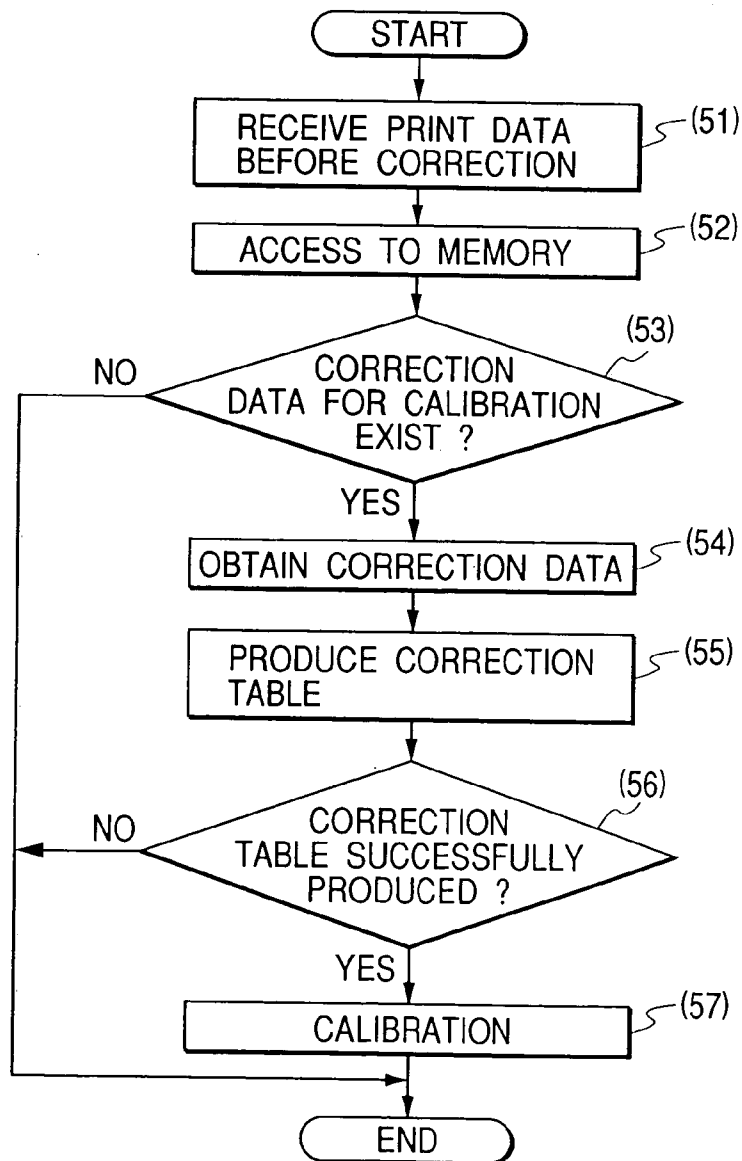 START
RECEIVE PRINT DATA
BEFORE CORRECTION
(51)
ACCESS TO MEMORY
(52)
CORRECTION
DATA FOR CALIBRATION
EXIST ?
(53)
NO
YES
OBTAIN CORRECTION DATA
(54)
PRODUCE CORRECTION
TABLE
(55)
CORRECTION
TABLE SUCCESSFULLY
PRODUCED ?
(56)
NO
YES
CALIBRATION
(57)
END